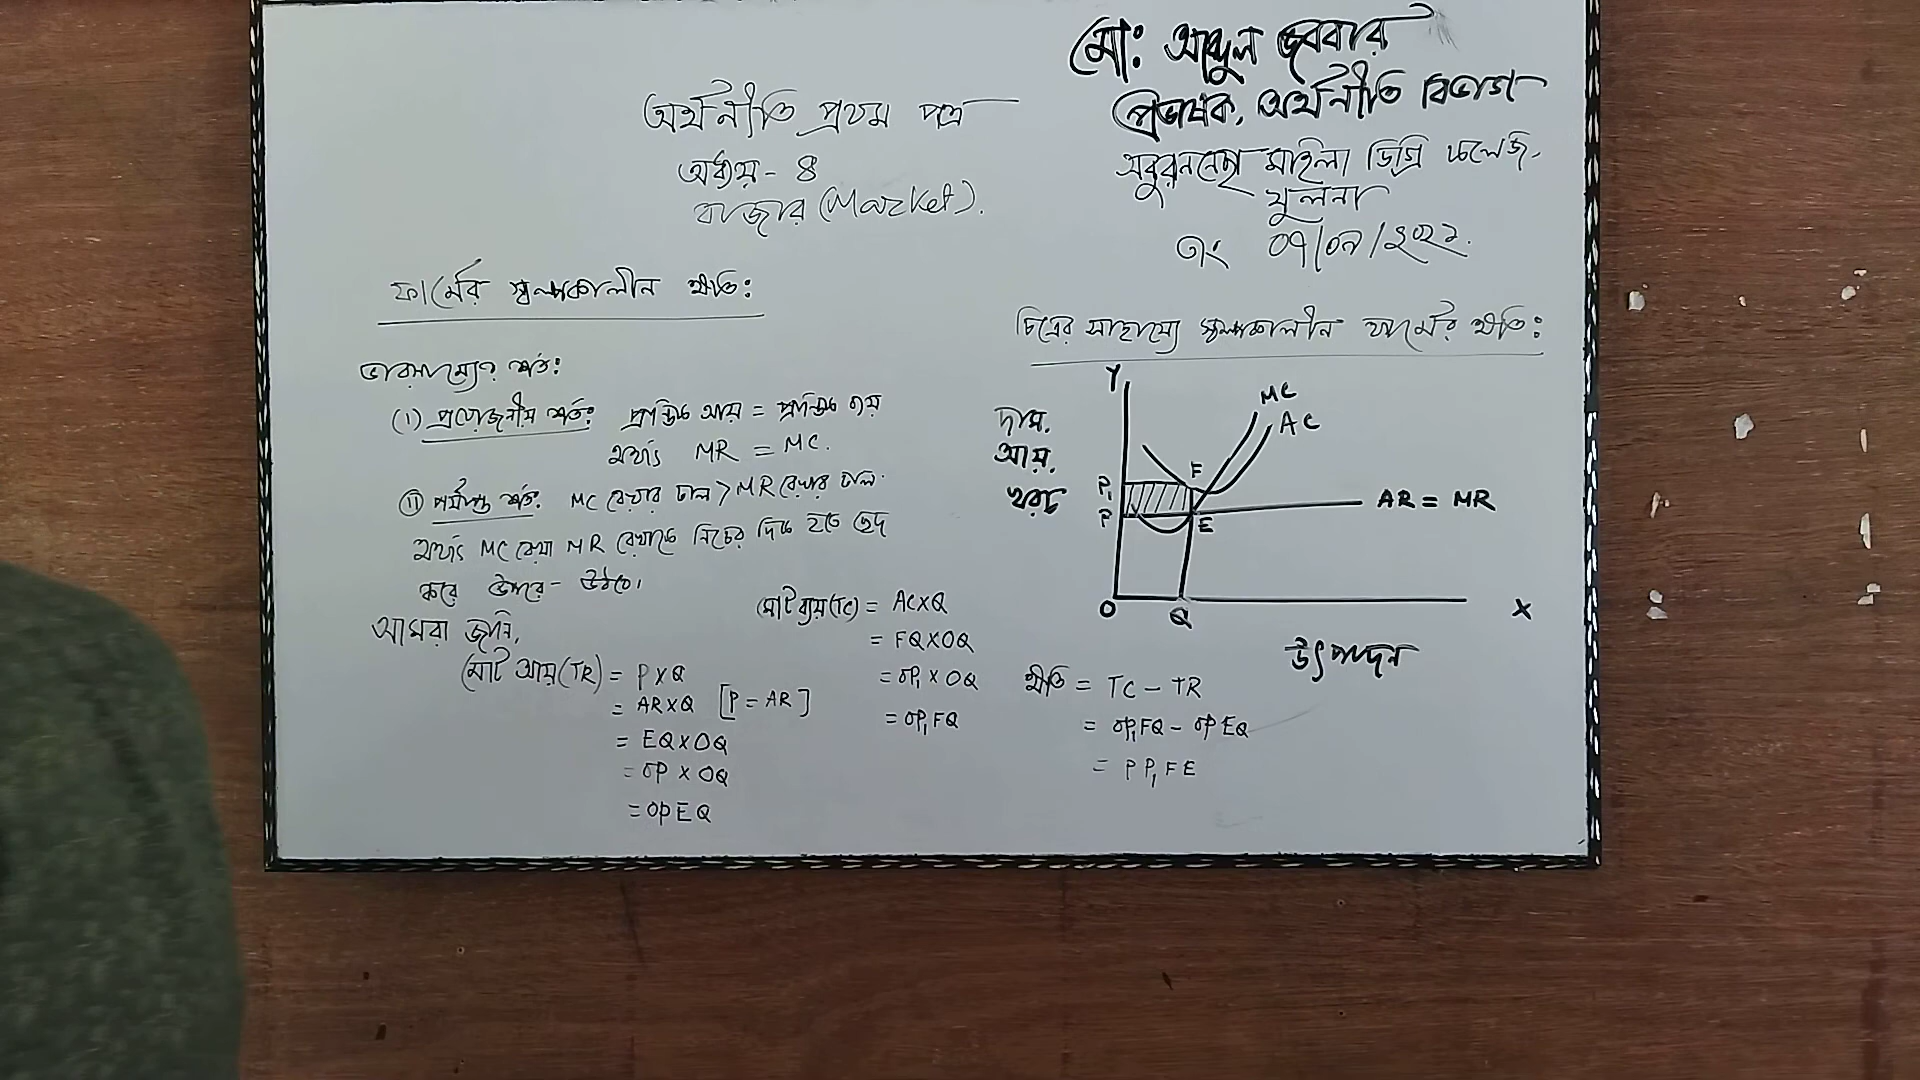 মো: আব্দুল জব্বার
প্রভাষক, অর্থনীতি বিভাগ
সবুরননেছা মহিলা ডিগ্রি কলেজ,
খুলনা
তাং ০৭/০৯/২০২১.
অর্থনীতি প্রথম পত্র
অধ্যায় - ৪
বাজার (Market).
ফার্মের স্বল্পকালীন ক্ষতি:
ভারসাম্যের শর্ত:
(i) প্রয়োজনীয় শর্ত: প্রান্তিক আয় = প্রান্তিক ব্যয়
অর্থাৎ MR = MC.
(ii) পর্যাপ্ত শর্ত: MC রেখার ঢাল > MR রেখার ঢাল.
অর্থাৎ MC রেখা MR রেখাকে নিচের দিক হতে ছেদ
করে উপরে- উঠবে।
আমরা জানি,
মোট আয় (TR) = P X Q
= AR X Q [P = AR]
= EQ X OQ
= OP X OQ
= OPEQ
মোট ব্যয় (TC) = AC X Q
= FQ X OQ
= OP₁ X OQ
= OP₁FQ
চিত্রের সাহায্যে স্বল্পকালীন ফার্মের ক্ষতি:
Y
MC
AC
দাম.
আয়.
খরচ
F
P₁
P
E
AR = MR
O
Q
X
উৎপাদন
ক্ষতি = TC - TR
= OP₁FQ - OPEQ
= PP₁FE